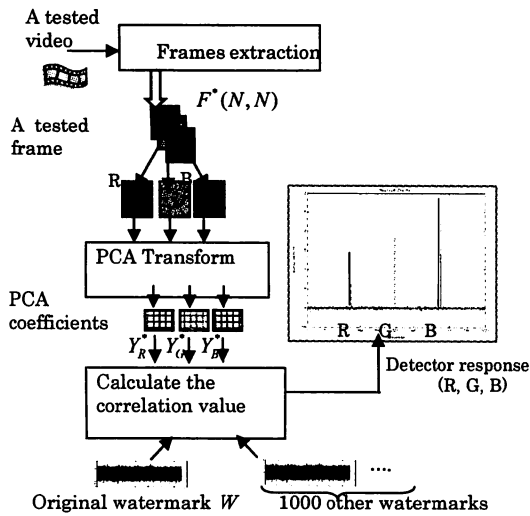 A tested
video
Frames extraction
F*(N, N)
A tested
frame
R B
PCA Transform
PCA
coefficients
Y*R Y*G Y*B
R G B
Calculate the
correlation value
Detector response
(R, G, B)
....
Original watermark W
1000 other watermarks